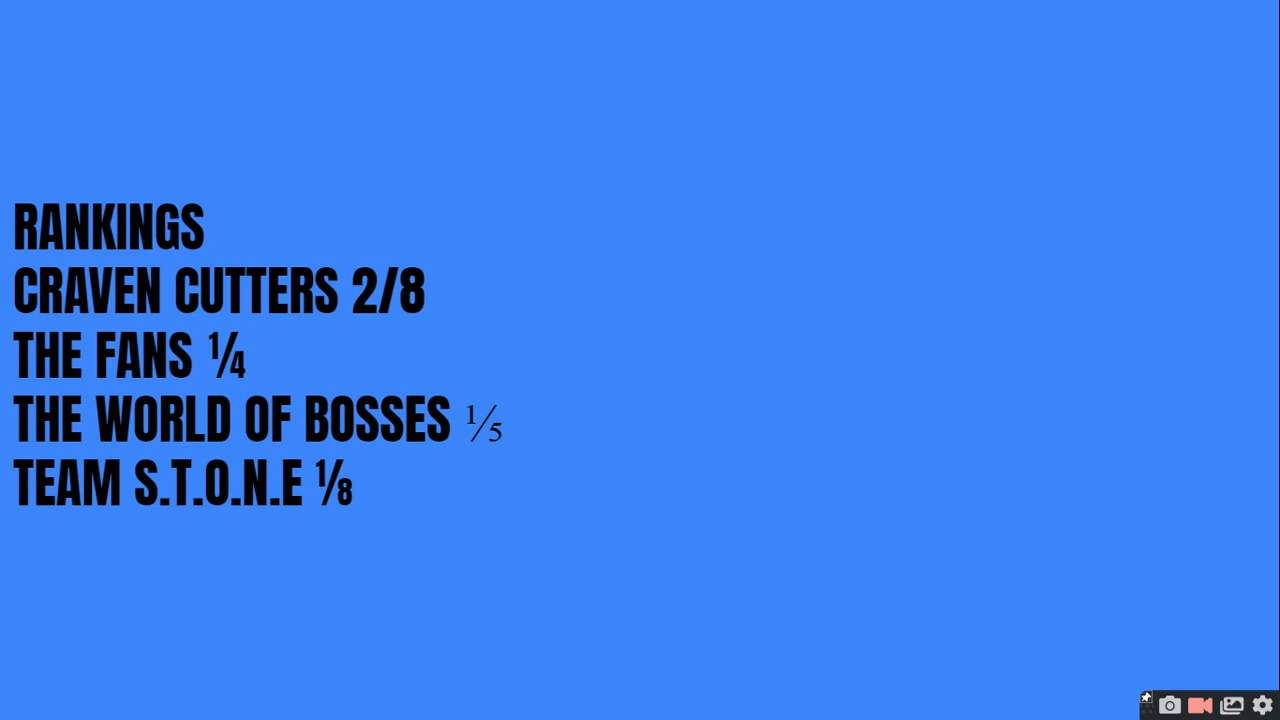 RANKINGS
CRAVEN CUTTERS 2/8
THE FANS ¼
THE WORLD OF BOSSES ⅕
TEAM S.T.O.N.E ⅛